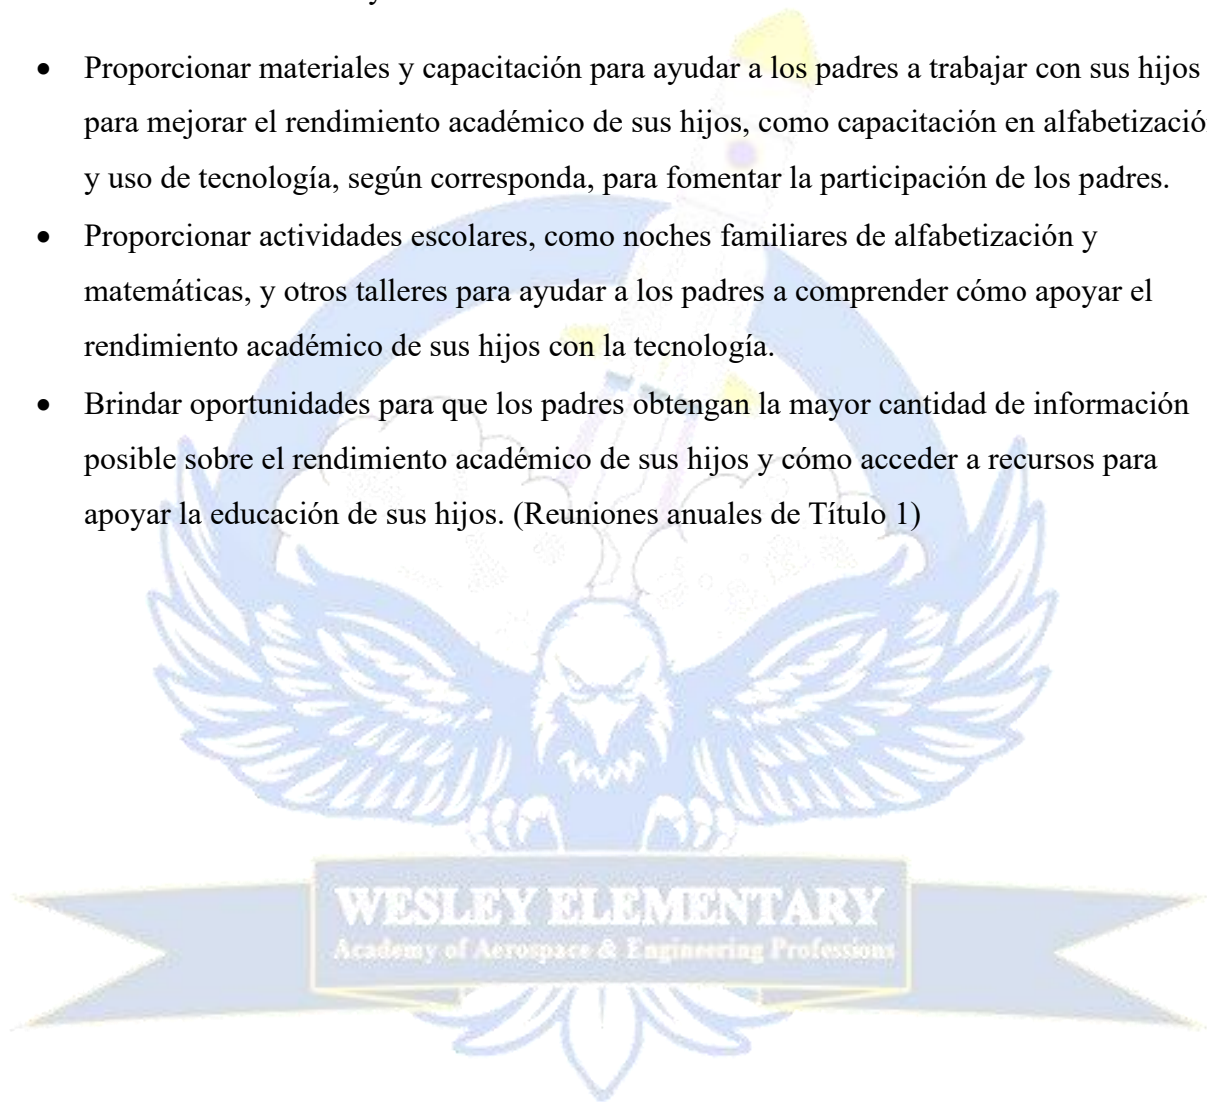 • Proporcionar materiales y capacitación para ayudar a los padres a trabajar con sus hijos
para mejorar el rendimiento académico de sus hijos, como capacitación en
y uso de tecnología, según corresponda, para fomentar la participación de los padres.
• Proporcionar actividades escolares, como noches familiares de alfabetización y
matemáticas, y otros talleres para ayudar a los padres a comprender cómo apoyar el
rendimiento académico de sus hijos con la tecnología.
• Brindar oportunidades para que los padres obtengan la mayor cantidad de información
posible sobre el rendimiento académico de sus hijos y cómo acceder a recursos para
apoyar la educación de sus hijos. (Reuniones anuales de Título 1)
WESLEY ELEMENTARY
Academy of Aerospace & Engineering Professions